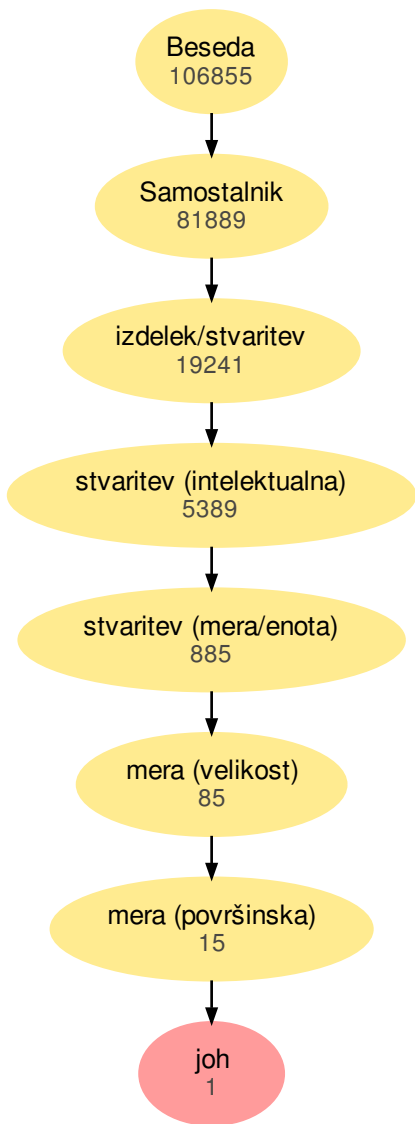 Beseda
106855
Samostalnik
81889
izdelek/stvaritev
19241
stvaritev (intelektualna)
5389
stvaritev (mera/enota)
885
mera (velikost)
85
mera (površinska)
15
joh
1